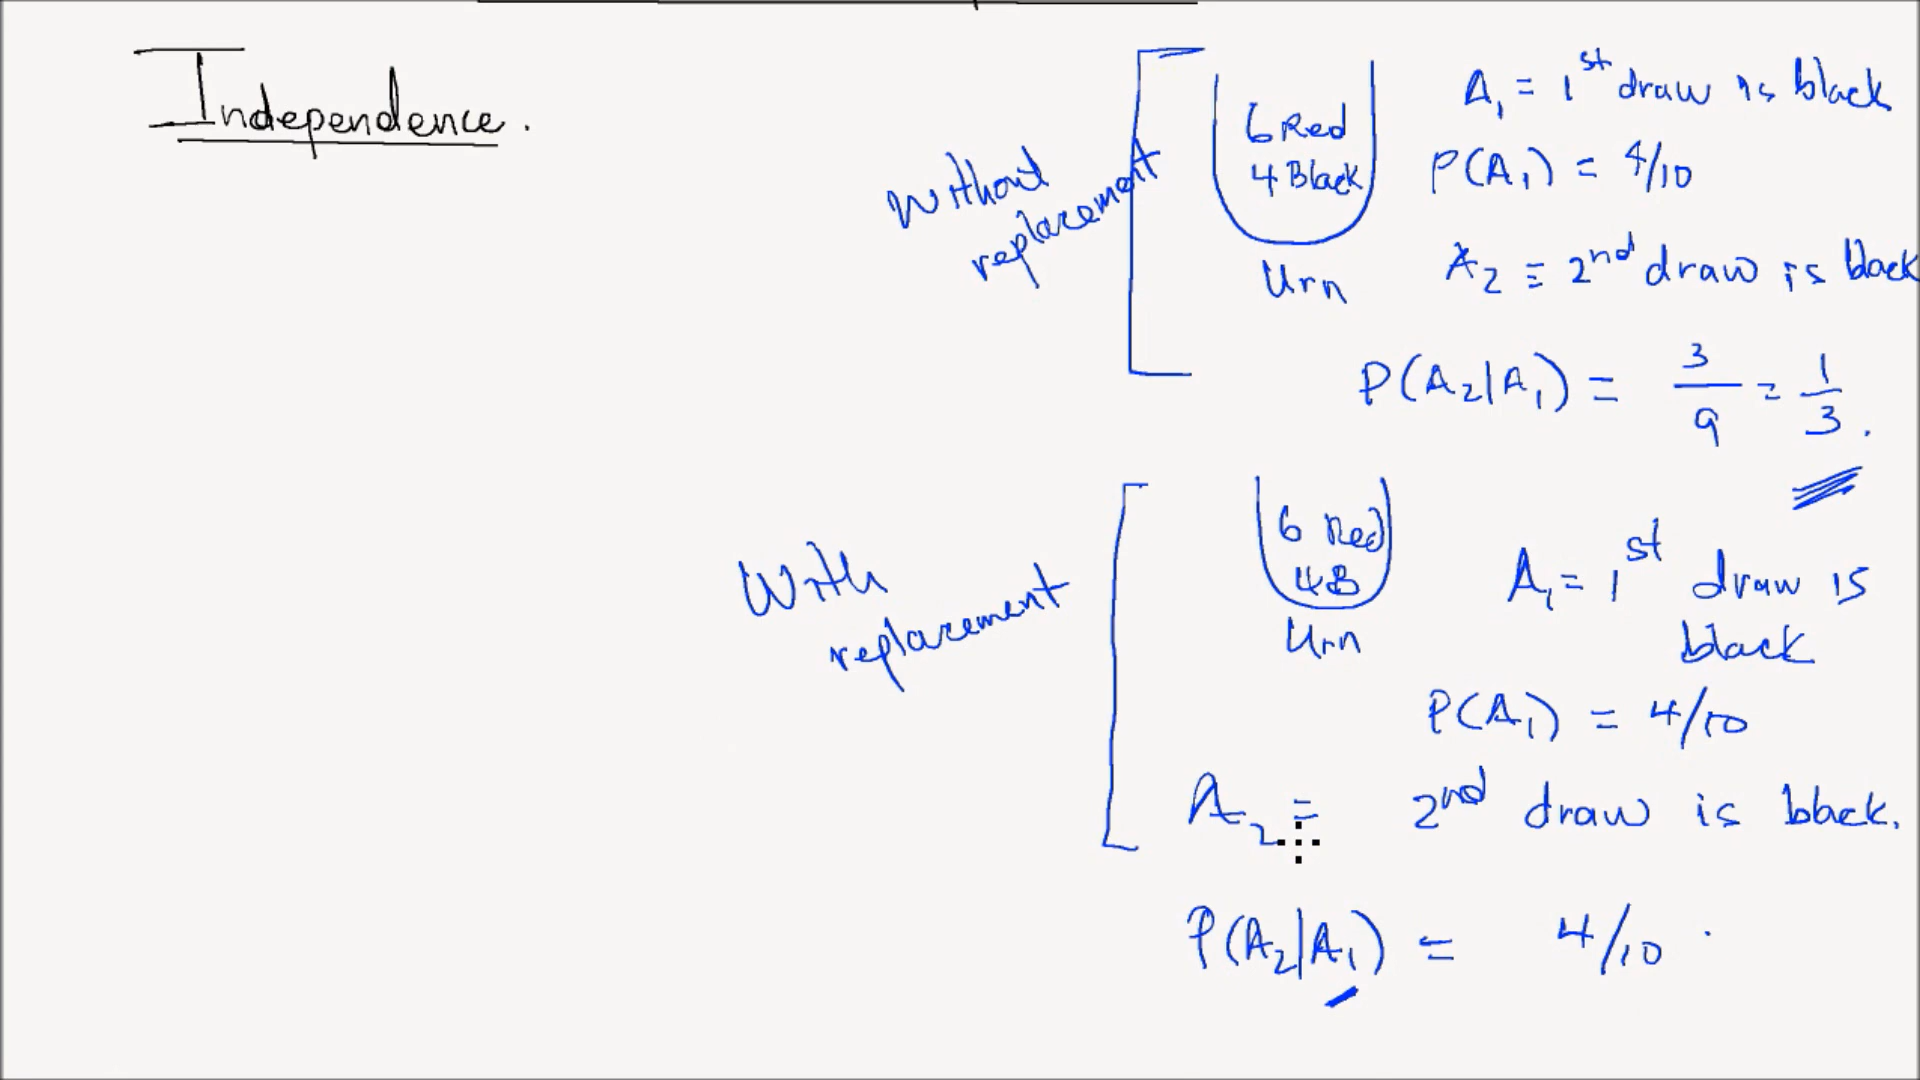 Independence.
Without
replacement
6 Red
4 Black
Urn
A₁ = 1ˢᵗ draw is black
P(A₁) = 4/10
A₂ ≡ 2ⁿᵈ draw is black
P(A₂|A₁) = 3/9 = 1/3.
With
replacement
6 Red
4B
Urn
A₁ = 1ˢᵗ draw is
black
P(A₁) = 4/10
A₂ = 2ⁿᵈ draw is black.
P(A₂|A₁) = 4/10.